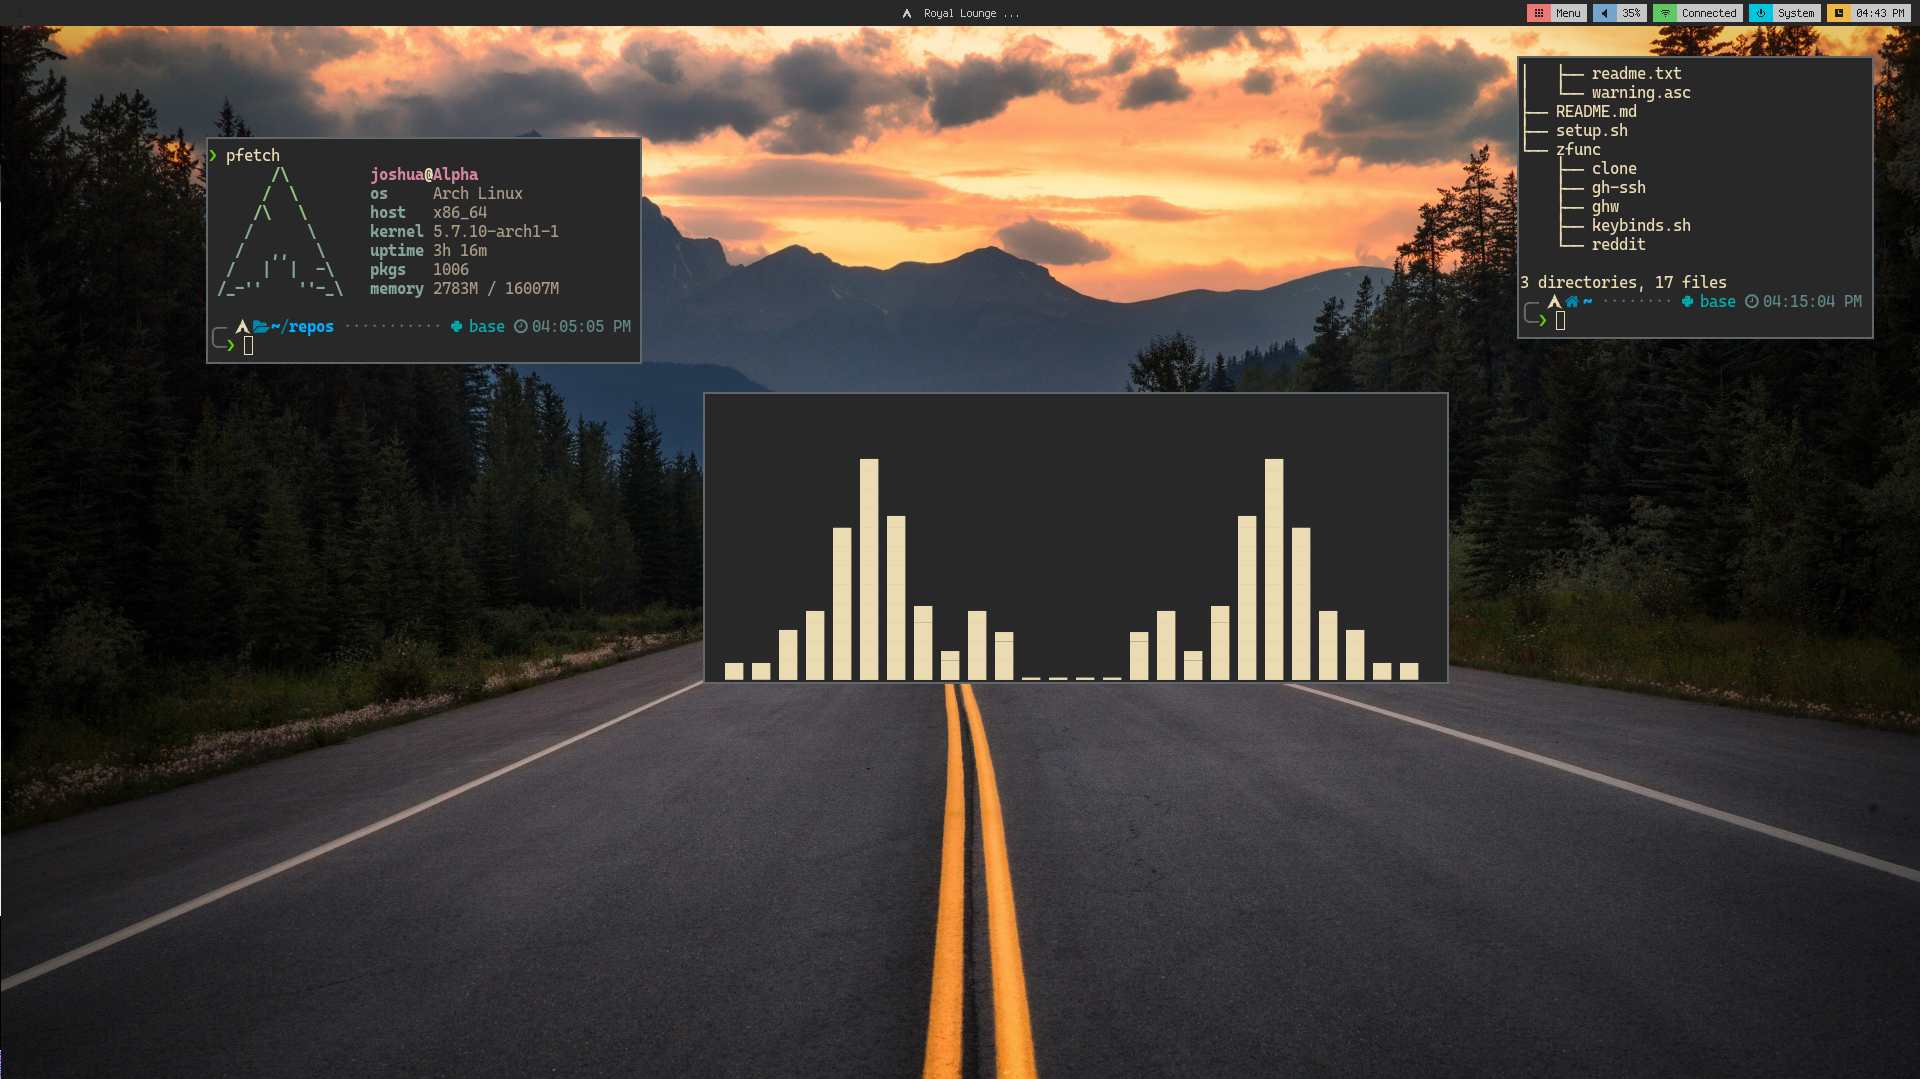 2
Royal Lounge ...
Menu
35%
Connected
System
04:43 PM
❯ pfetch
joshua@Alpha
os Arch Linux
host x86_64
kernel 5.7.10-arch1-1
uptime 3h 16m
pkgs 1006
memory 2783M / 16007M
~/repos ··········· base 04:05:05 PM
❯
├── readme.txt
└── warning.asc
├── README.md
├── setup.sh
└── zfunc
├── clone
├── gh-ssh
├── ghw
├── keybinds.sh
└── reddit
3 directories, 17 files
~ ········ base 04:15:04 PM
❯